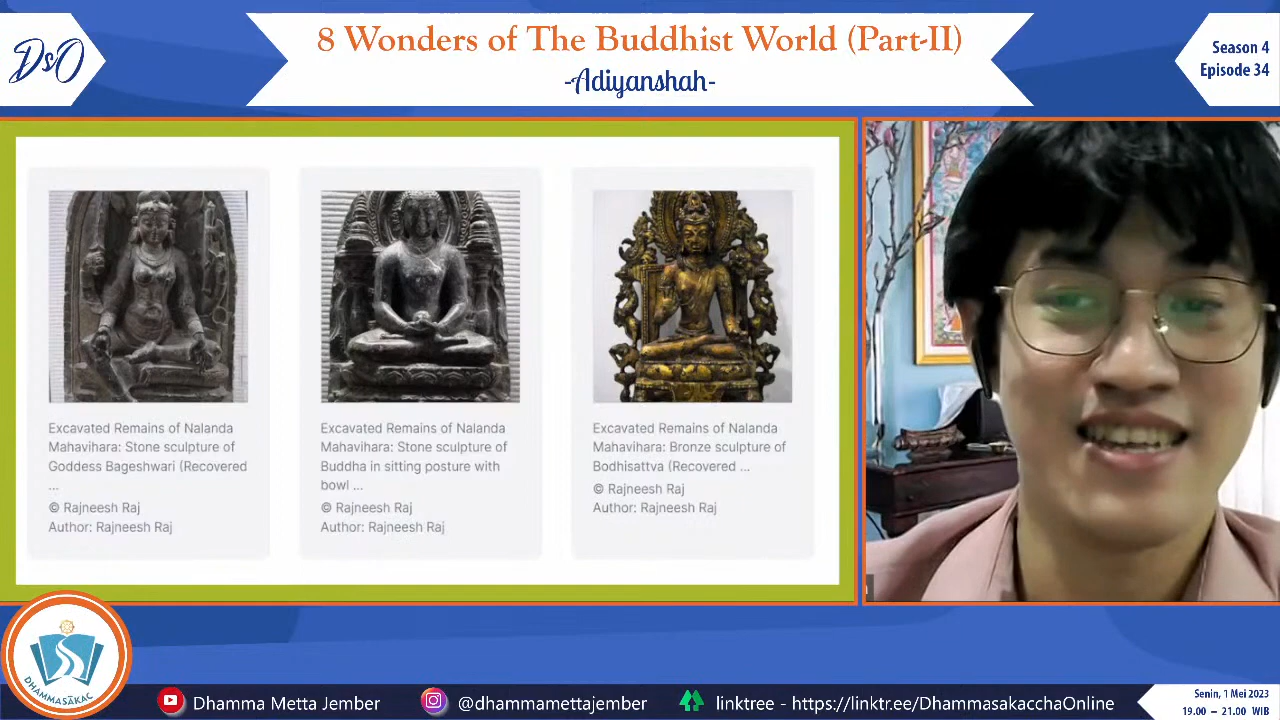 DsO
8 Wonders of The Buddhist World (Part-II)
-Adiyanshah-
Season 4
Episode 34
Excavated Remains of Nalanda
Mahavihara: Stone sculpture of
Goddess Bageshwari (Recovered
...
© Rajneesh Raj
Author: Rajneesh Raj
Excavated Remains of Nalanda
Mahavihara: Stone sculpture of
Buddha in sitting posture with
bowl ...
© Rajneesh Raj
Author: Rajneesh Raj
Excavated Remains of Nalanda
Mahavihara: Bronze sculpture of
Bodhisattva (Recovered ...
© Rajneesh Raj
Author: Rajneesh Raj
DHAMMASĀKAC
Dhamma Metta Jember
@dhammamettajember
linktree - https://linktr.ee/DhammasakacchaOnline
Senin, 1 Mei 2023
19.00 – 21.00 WIB